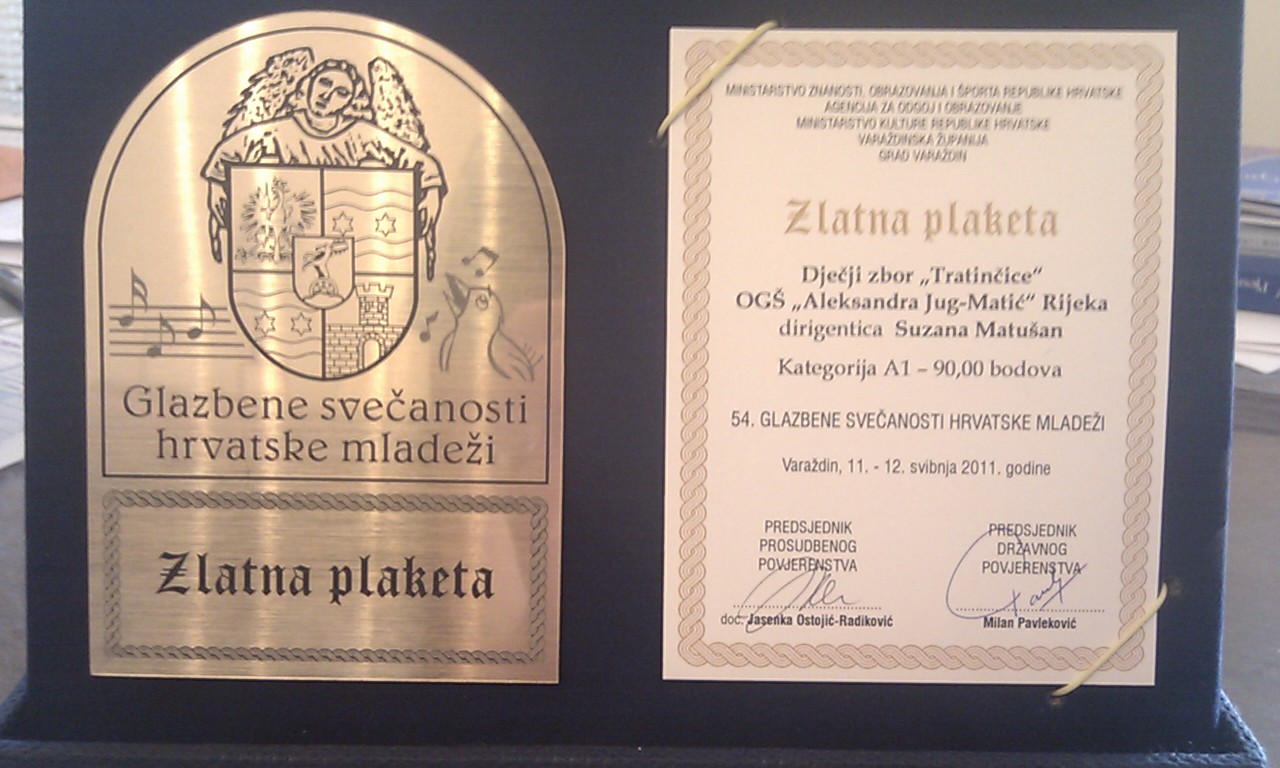 Glazbene svečanosti
hrvatske mladeži
Zlatna plaketa
MINISTARSTVO ZNANOSTI, OBRAZOVANJA I ŠPORTA REPUBLIKE HRVATSKE
AGENCIJA ZA ODGOJ I OBRAZOVANJE
MINISTARSTVO KULTURE REPUBLIKE HRVATSKE
VARAŽDINSKA ŽUPANIJA
GRAD VARAŽDIN
Zlatna plaketa
Dječji zbor „Tratinčice“
OGŠ „Aleksandra Jug-Matić“ Rijeka
dirigentica Suzana Matušan
Kategorija A1 – 90,00 bodova
54. GLAZBENE SVEČANOSTI HRVATSKE MLADEŽI
Varaždin, 11. - 12. svibnja 2011. godine
PREDSJEDNIK
PROSUDBENOG
POVJERENSTVA
doc. Jasenka Ostojić-Radiković
PREDSJEDNIK
DRŽAVNOG
POVJERENSTVA
Milan Pavleković